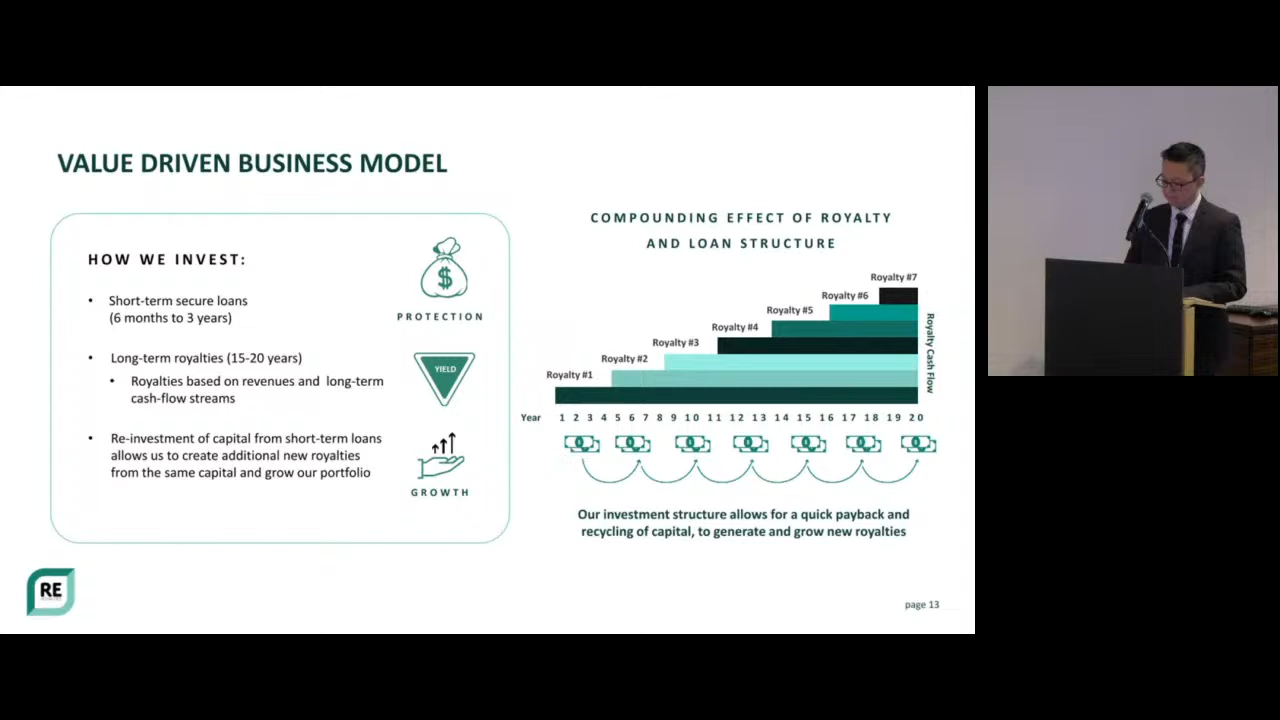 VALUE DRIVEN BUSINESS MODEL
HOW WE INVEST:
• Short-term secure loans
(6 months to 3 years)
• Long-term royalties (15-20 years)
• Royalties based on revenues and long-term
cash-flow streams
• Re-investment of capital from short-term loans
allows us to create additional new royalties
from the same capital and grow our portfolio
$
PROTECTION
YIELD
GROWTH
COMPOUNDING EFFECT OF ROYALTY
AND LOAN STRUCTURE
Royalty #7
Royalty #6
Royalty #5
Royalty #4
Royalty #3
Royalty #2
Royalty #1
Royalty Cash Flow
Year 1 2 3 4 5 6 7 8 9 10 11 12 13 14 15 16 17 18 19 20
Our investment structure allows for a quick payback and
recycling of capital, to generate and grow new royalties
RE
page 13